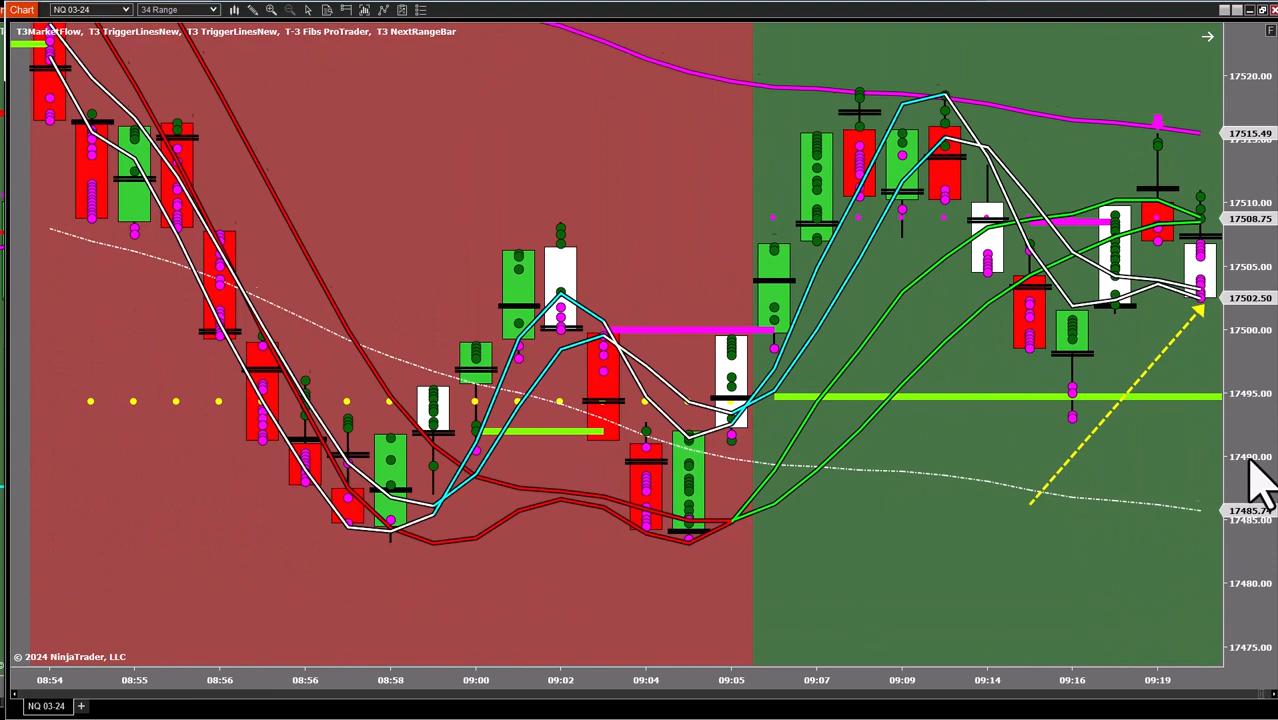 Chart NQ 03-24 34 Range
T3MarketFlow, T3 TriggerLinesNew, T3 TriggerLinesNew, T-3 Fibs ProTrader, T3 NextRangeBar
F
17520.00
17515.49
17510.00
17508.75
17505.00
17502.50
17500.00
17495.00
17490.00
17485.00
17480.00
17475.00
© 2024 NinjaTrader, LLC
08:54 08:55 08:56 08:56 08:58 09:00 09:02 09:04 09:05 09:07 09:09 09:14 09:16 09:19
NQ 03-24 +